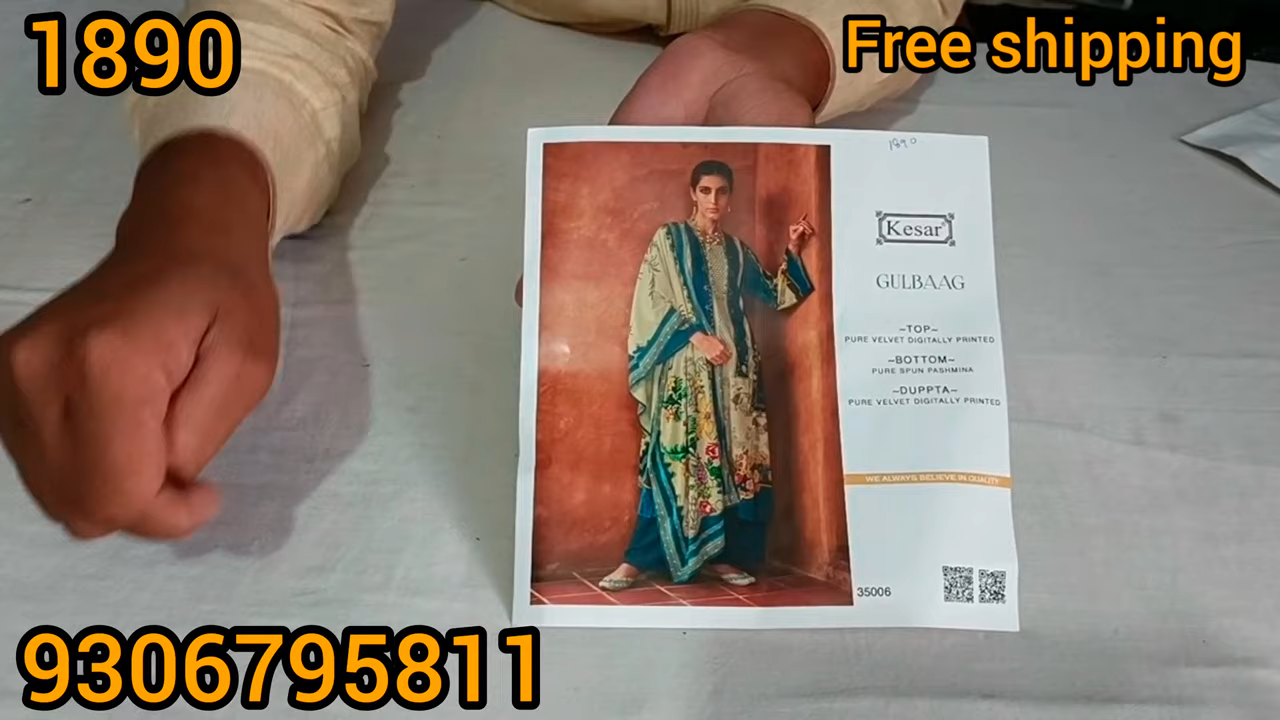 1890
Free shipping
1890
Kesar
GULBAAG
~TOP~
PURE VELVET DIGITALLY PRINTED
~BOTTOM~
PURE SPUN PASHMINA
~DUPPTA~
PURE VELVET DIGITALLY PRINTED
WE ALWAYS BELIEVE IN QUALITY
35006
9306795811